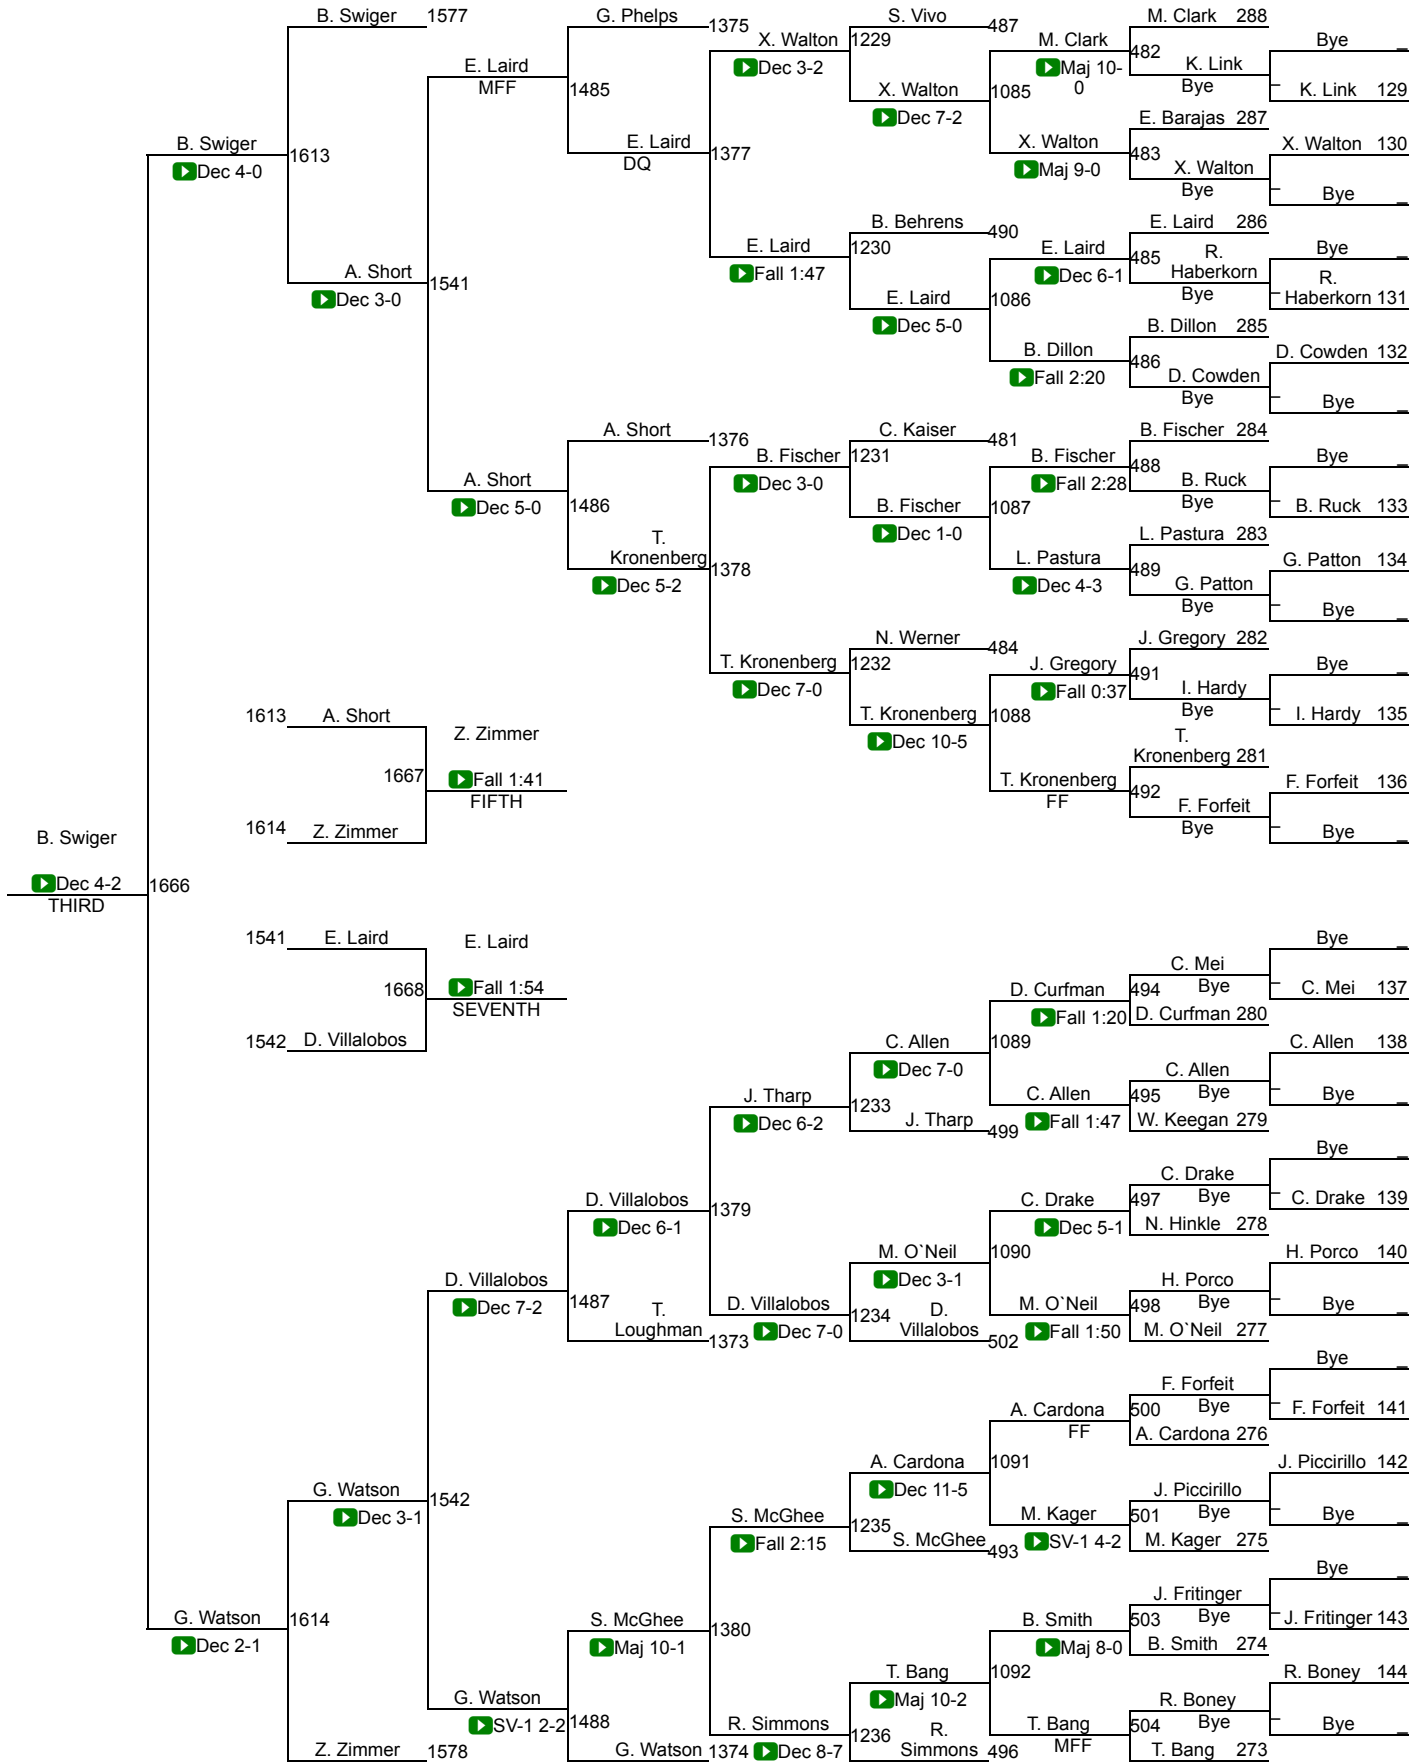 B. Swiger 1577
G. Phelps 1375
S. Vivo 487
M. Clark 288
X. Walton 1229
M. Clark 482
Bye _
Dec 3-2
Maj 10-0
K. Link
E. Laird
MFF
Bye
1485
X. Walton 1085
_ K. Link 129
Dec 7-2
E. Barajas 287
B. Swiger 1613
E. Laird 1377
X. Walton 483
X. Walton 130
DQ
Maj 9-0
X. Walton
Dec 4-0
Bye
_ Bye _
B. Behrens 490
E. Laird 286
E. Laird 1230
E. Laird 485
Bye _
Fall 1:47
Dec 6-1
R.
Haberkorn
A. Short 1541
Bye
_ R.
Haberkorn 131
Dec 3-0
E. Laird 1086
Dec 5-0
B. Dillon 285
B. Dillon 486
D. Cowden 132
Fall 2:20
D. Cowden
Bye
_ Bye _
A. Short 1376
C. Kaiser 481
B. Fischer 284
B. Fischer 1231
B. Fischer 488
Bye _
Dec 3-0
Fall 2:28
B. Ruck
A. Short 1486
Bye
_ B. Ruck 133
Dec 5-0
B. Fischer 1087
Dec 1-0
L. Pastura 283
T.
Kronenberg 1378
L. Pastura 489
G. Patton 134
Dec 5-2
Dec 4-3
G. Patton
Bye
_ Bye _
N. Werner 484
J. Gregory 282
T. Kronenberg 1232
J. Gregory 491
Bye _
Dec 7-0
Fall 0:37
I. Hardy
Bye
_ I. Hardy 135
1613 A. Short
Z. Zimmer
T. Kronenberg 1088
Dec 10-5
T.
Kronenberg 281
1667
Fall 1:41
FIFTH
T. Kronenberg 492
FF
F. Forfeit 136
F. Forfeit
Bye
_ Bye _
1614 Z. Zimmer
B. Swiger
Dec 4-2 1666
THIRD
1541 E. Laird
E. Laird
Bye _
C. Mei
1668
Fall 1:54
SEVENTH
D. Curfman 494 Bye
_ C. Mei 137
Fall 1:20
D. Curfman 280
1542 D. Villalobos
C. Allen 1089
C. Allen 138
Dec 7-0
C. Allen
J. Tharp 1233
C. Allen 495 Bye
_ Bye _
Dec 6-2
J. Tharp 499
Fall 1:47
W. Keegan 279
Bye _
C. Drake
D. Villalobos 1379
C. Drake 497 Bye
_ C. Drake 139
Dec 6-1
Dec 5-1
N. Hinkle 278
M. O`Neil 1090
H. Porco 140
Dec 3-1
D. Villalobos 1487
H. Porco
Dec 7-2
D. Villalobos 1234
M. O`Neil 498 Bye
_ Bye _
T.
Loughman 1373
Dec 7-0
D.
Villalobos 502
Fall 1:50
M. O`Neil 277
Bye _
F. Forfeit
A. Cardona 500 Bye
_ F. Forfeit 141
FF
A. Cardona 276
A. Cardona 1091
J. Piccirillo 142
Dec 11-5
G. Watson 1542
J. Piccirillo
Dec 3-1
S. McGhee 1235
M. Kager 501 Bye
_ Bye _
Fall 2:15
S. McGhee 493
SV-1 4-2
M. Kager 275
Bye _
J. Fritinger
G. Watson 1614
S. McGhee 1380
B. Smith 503 Bye
_ J. Fritinger 143
Dec 2-1
Maj 10-1
Maj 8-0
B. Smith 274
T. Bang 1092
R. Boney 144
Maj 10-2
G. Watson 1488
R. Boney
SV-1 2-2
R. Simmons 1236
T. Bang 504 Bye
_ Bye _
MFF
Z. Zimmer 1578
G. Watson 1374
Dec 8-7
R.
Simmons 496
T. Bang 273